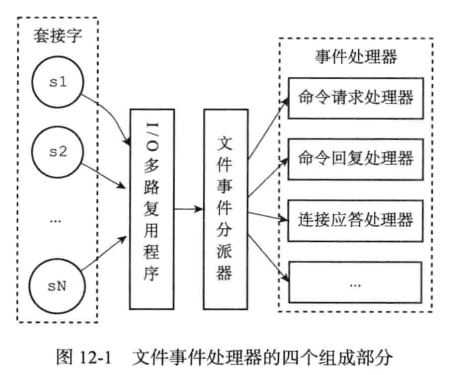 套接字
s1
s2
...
sN
I/O多路复用程序
文件事件分派器
事件处理器
命令请求处理器
命令回复处理器
连接应答处理器
...
图 12-1 文件事件处理器的四个组成部分